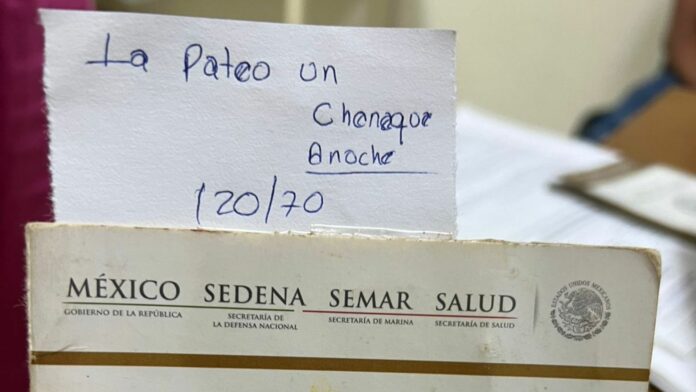 La Pateo un
Cheneque
Anoche
120/70
MÉXICO SEDENA SEMAR SALUD
GOBIERNO DE LA REPÚBLICA SECRETARÍA DE LA DEFENSA NACIONAL SECRETARÍA DE MARINA SECRETARÍA DE SALUD
ESTADOS UNIDOS MEXICANOS